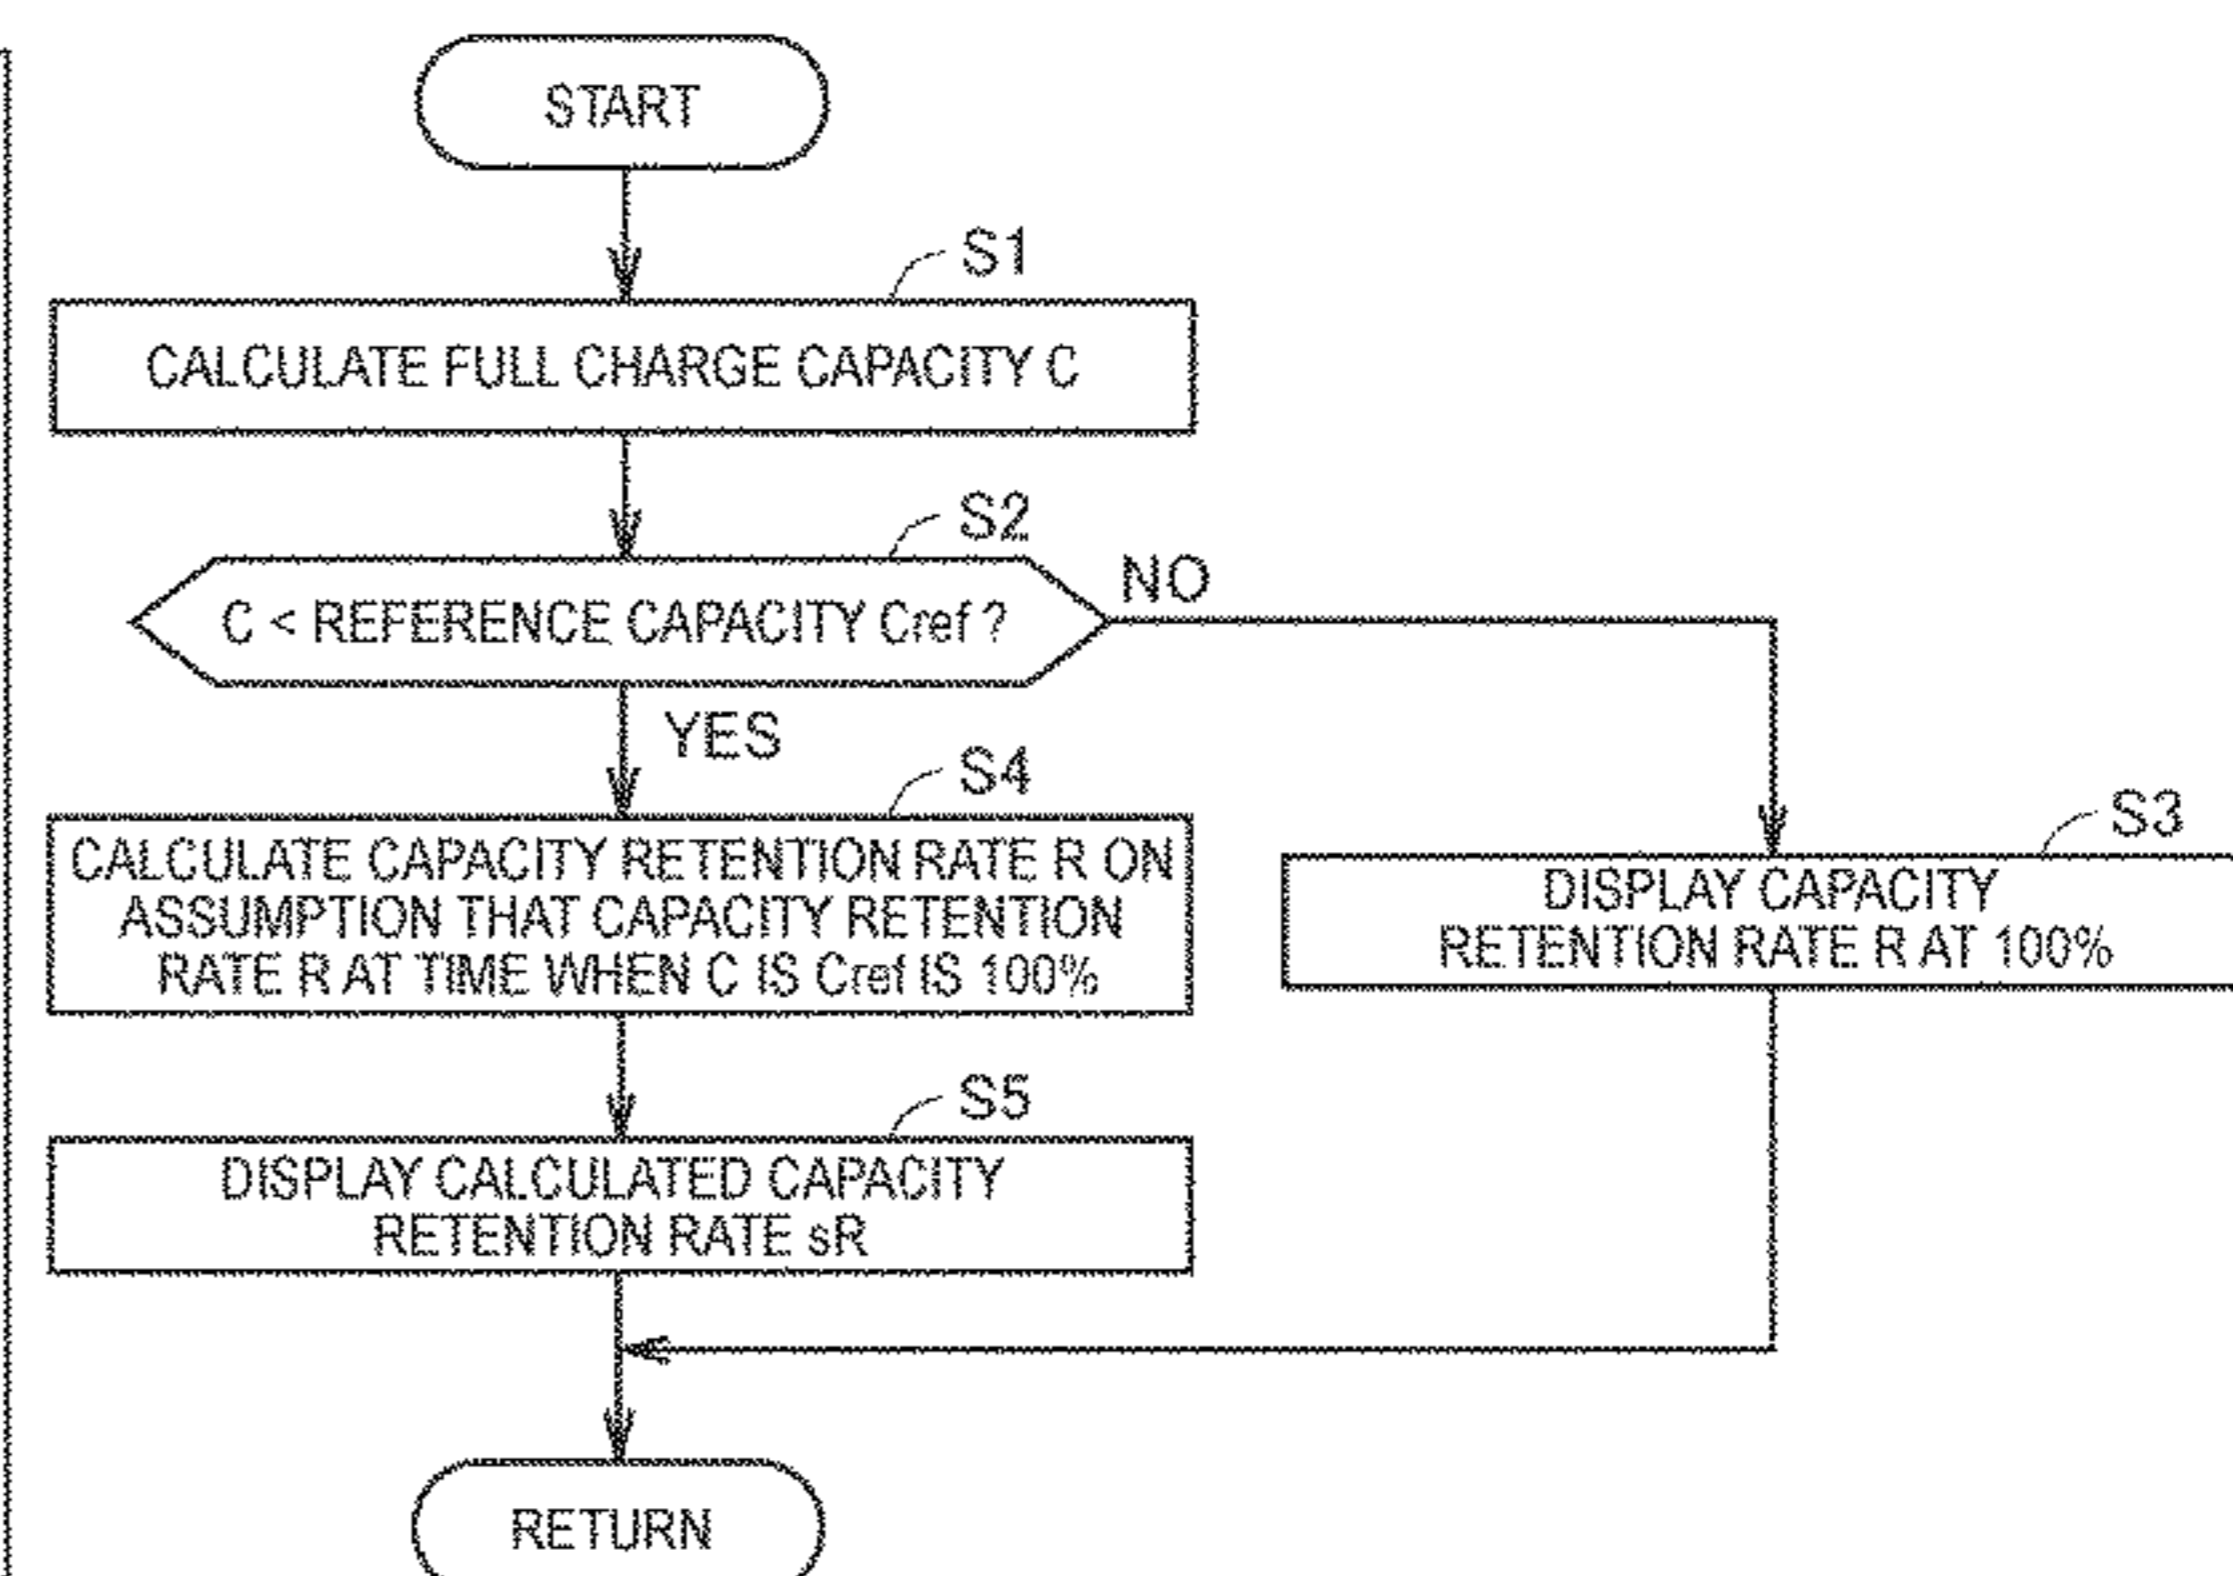 START
S1
CALCULATE FULL CHARGE CAPACITY C
S2
C < REFERENCE CAPACITY Cref ?
NO
YES
S4
CALCULATE CAPACITY RETENTION RATE R ON
ASSUMPTION THAT CAPACITY RETENTION
RATE R AT TIME WHEN C IS Cref IS 100%
S3
DISPLAY CAPACITY
RETENTION RATE R AT 100%
S5
DISPLAY CALCULATED CAPACITY
RETENTION RATE sR
RETURN